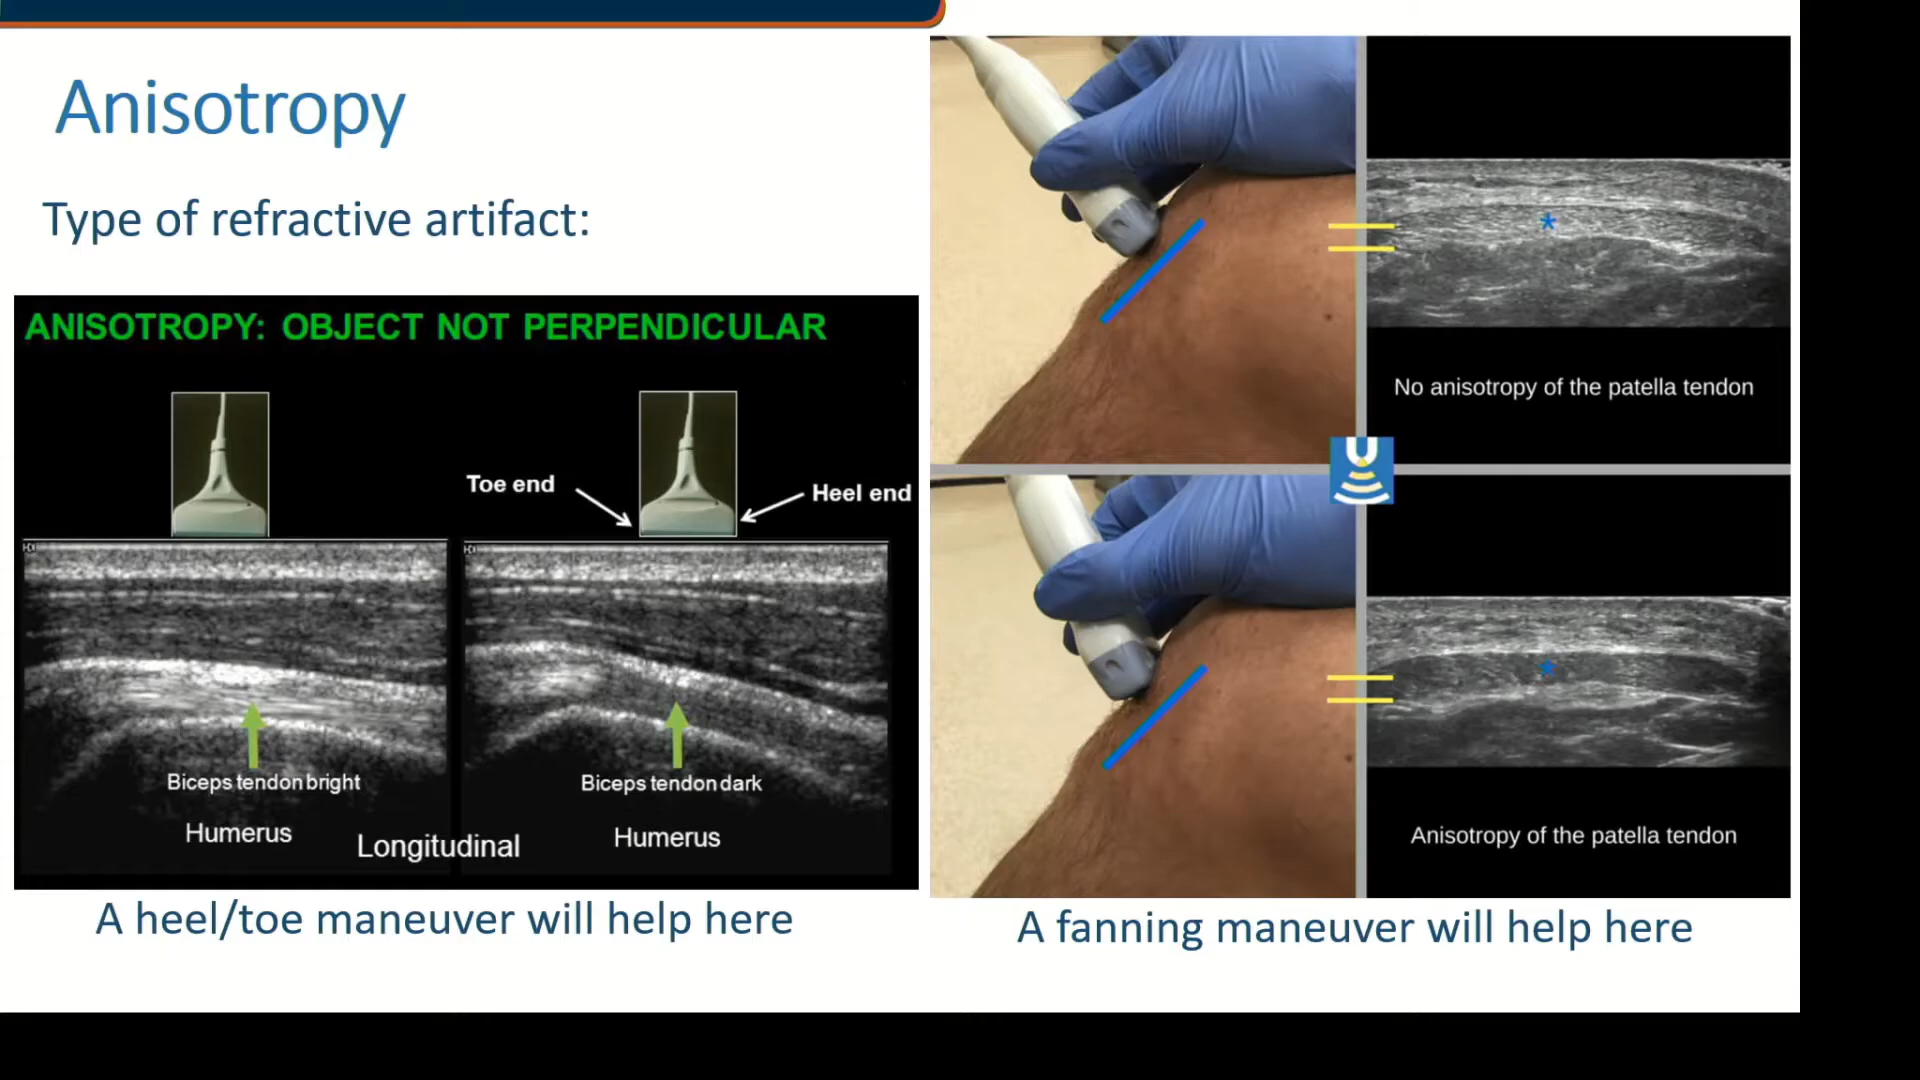 Anisotropy
Type of refractive artifact:
ANISOTROPY: OBJECT NOT PERPENDICULAR
Toe end
Heel end
Biceps tendon bright
Biceps tendon dark
Humerus
Longitudinal
Humerus
A heel/toe maneuver will help here
*
No anisotropy of the patella tendon
*
Anisotropy of the patella tendon
A fanning maneuver will help here